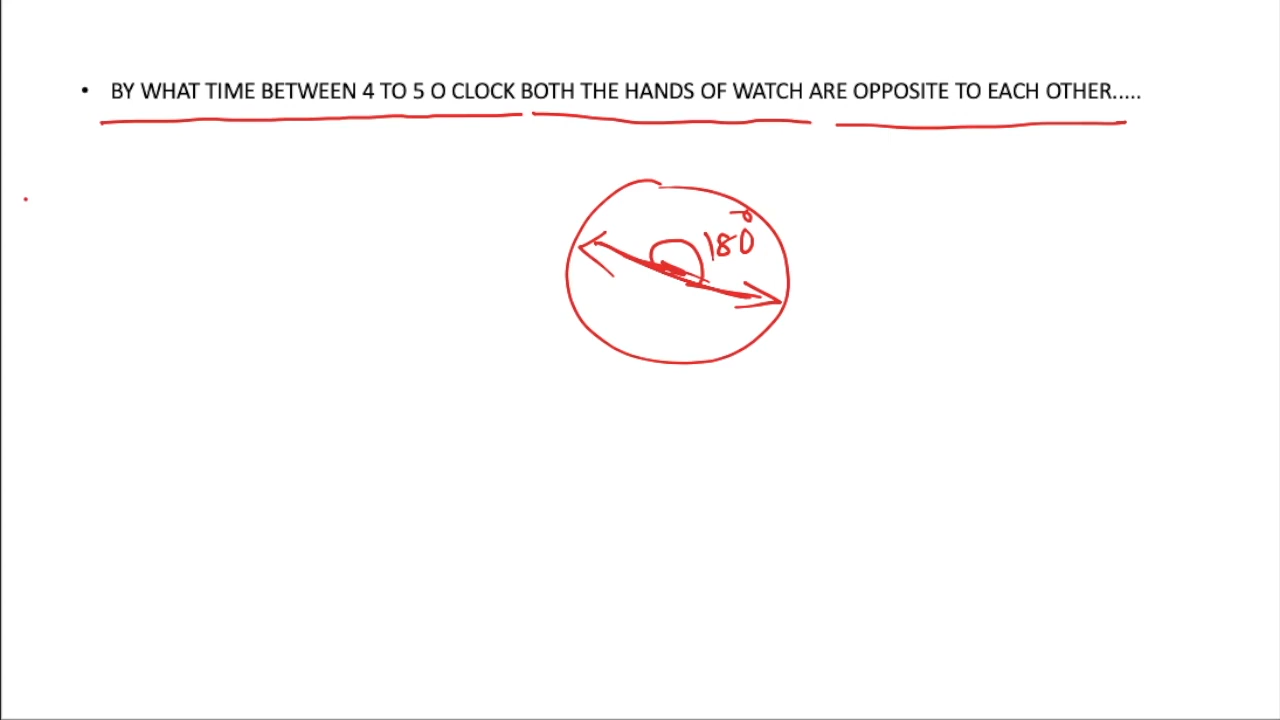 • BY WHAT TIME BETWEEN 4 TO 5 O CLOCK BOTH THE HANDS OF WATCH ARE OPPOSITE TO EACH OTHER.....
180°